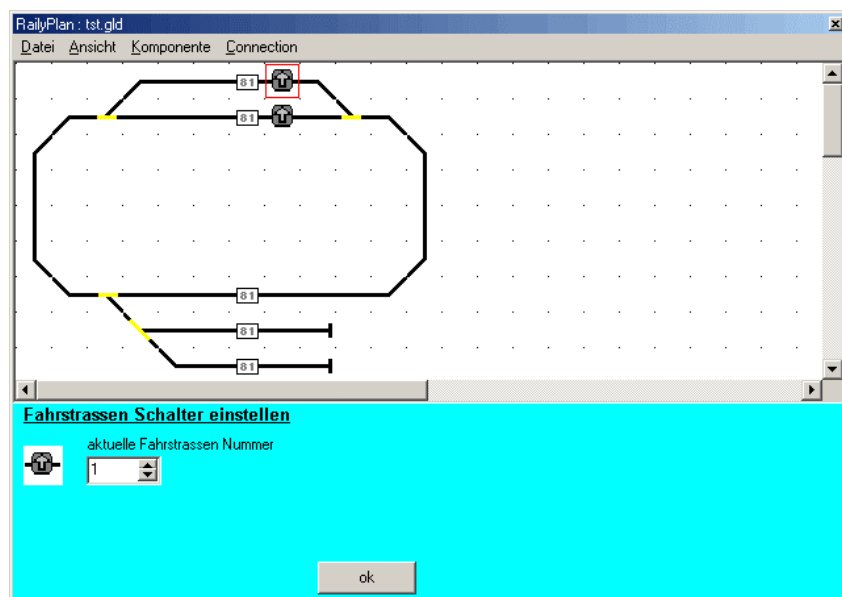 RailyPlan : tst.gld
Datei Ansicht Komponente Connection
81
81
81
81
81
Fahrstrassen Schalter einstellen
aktuelle Fahrstrassen Nummer
1
ok